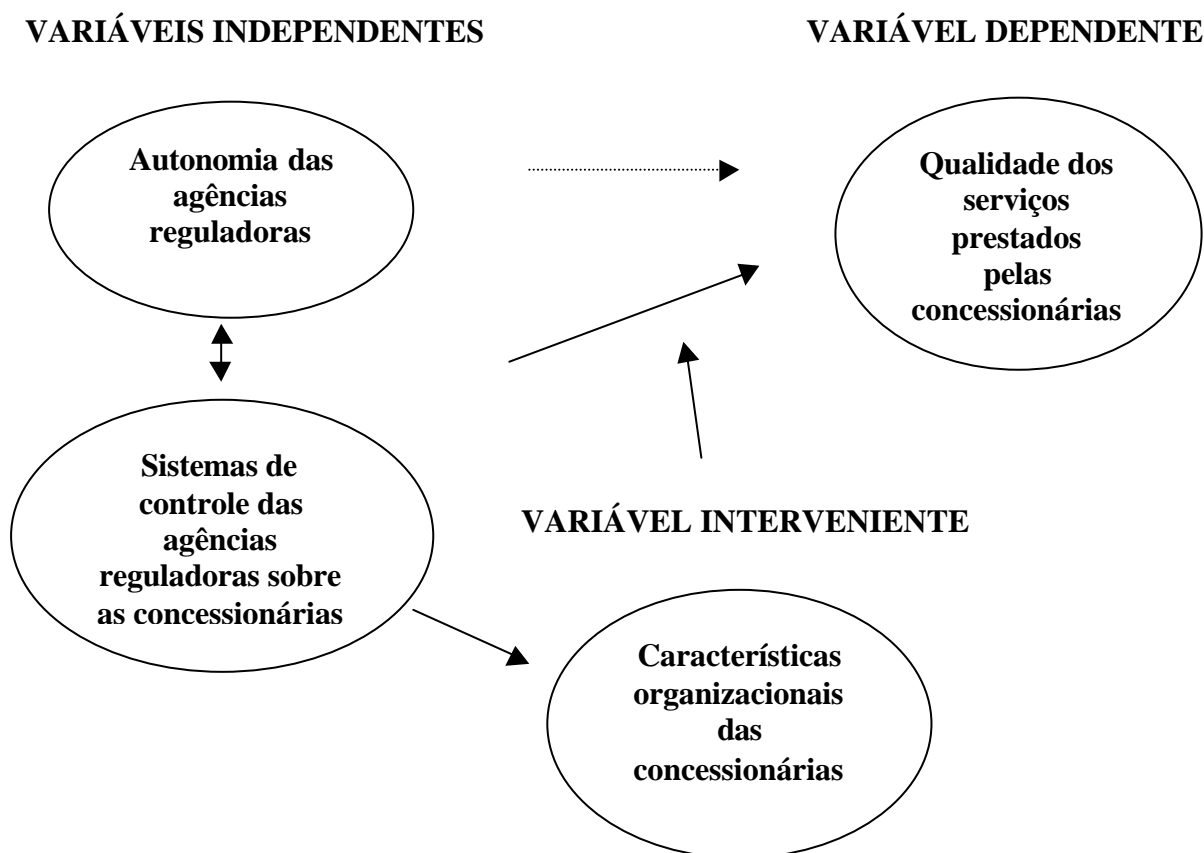 VARIÁVEIS INDEPENDENTES
VARIÁVEL DEPENDENTE
Autonomia das
agências
reguladoras
Qualidade dos
serviços
prestados
pelas
concessionárias
Sistemas de
controle das
agências
reguladoras sobre
as concessionárias
VARIÁVEL INTERVENIENTE
Características
organizacionais
das
concessionárias